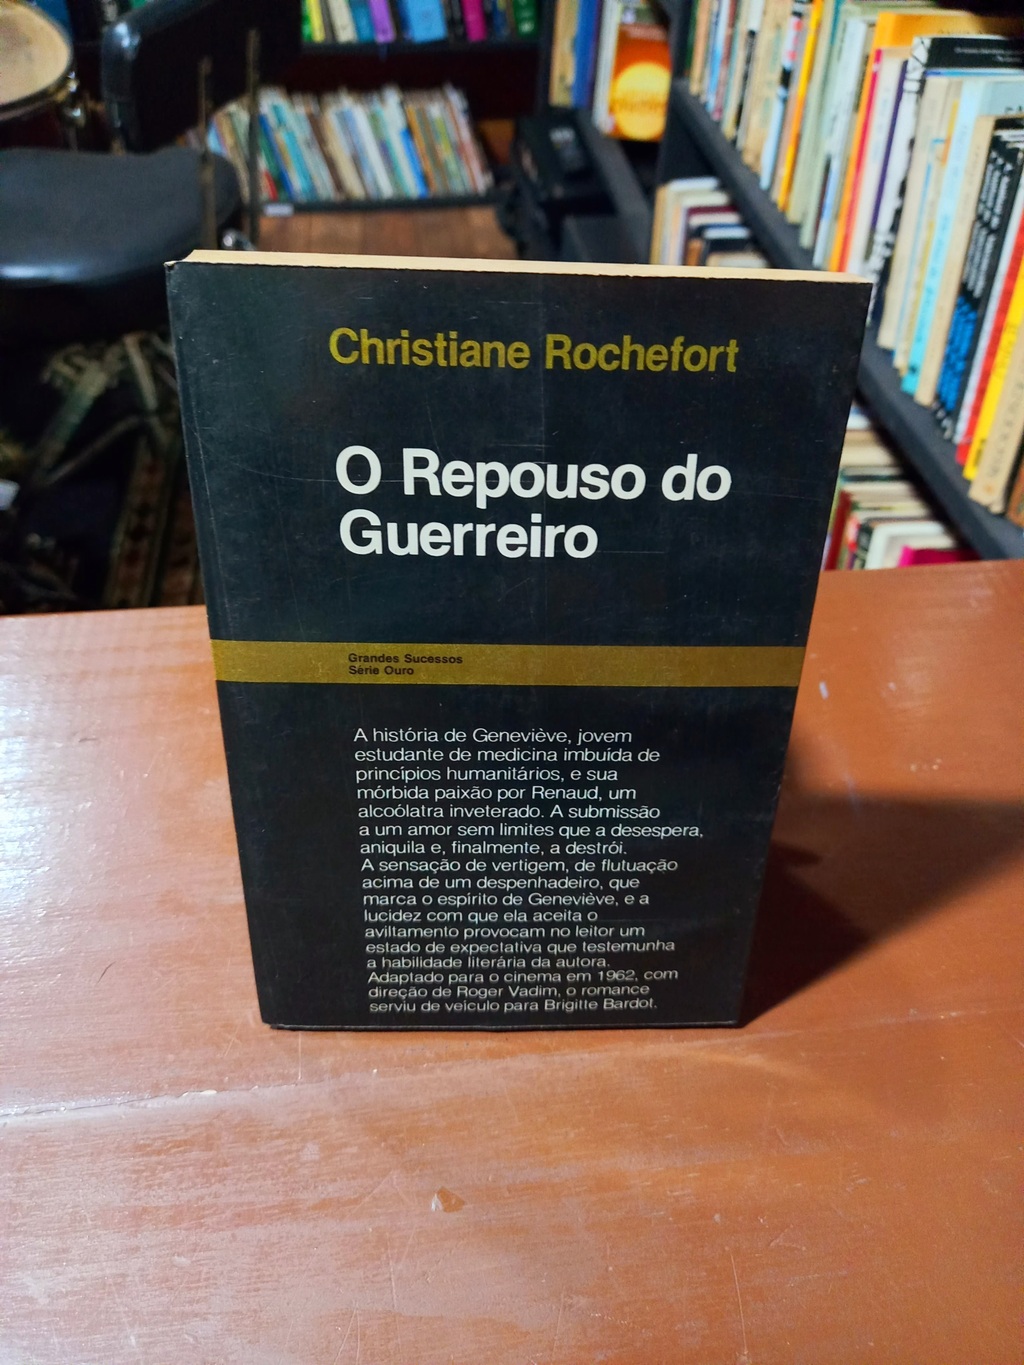 Christiane Rochefort
O Repouso do
Guerreiro
Grandes Sucessos
Série Ouro
A história de Geneviève, jovem
estudante de medicina imbuída de
princípios humanitários, e sua
mórbida paixão por Renaud, um
alcoólatra inveterado. A submissão
a um amor sem limites que a desespera,
aniquila e, finalmente, a destrói.
A sensação de vertigem, de flutuação
acima de um despenhadeiro, que
marca o espírito de Geneviève, e a
lucidez com que ela aceita o
aviltamento provocam no leitor um
estado de expectativa que testemunha
a habilidade literária da autora.
Adaptado para o cinema em 1962, com
direção de Roger Vadim, o romance
serviu de veículo para Brigitte Bardot.